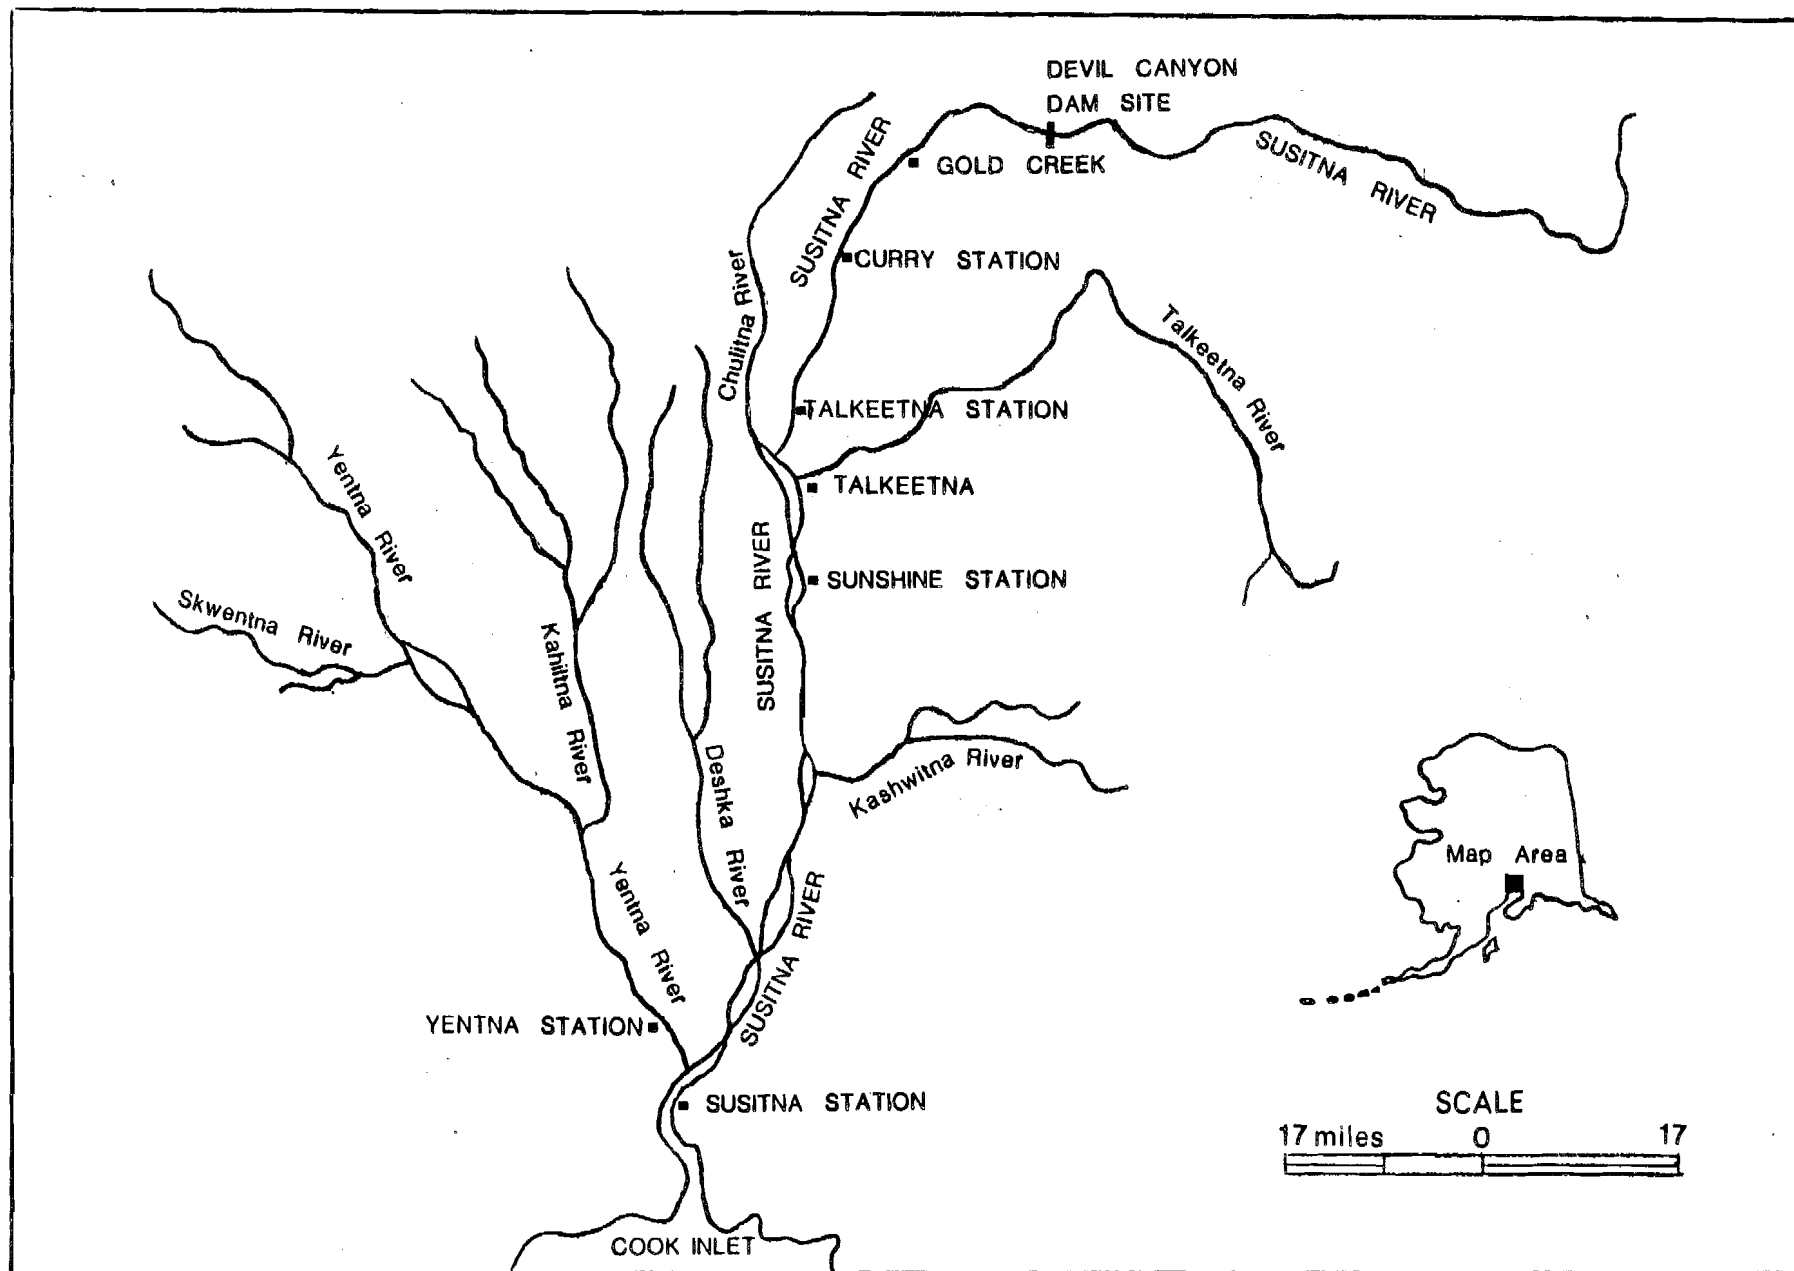 DEVIL CANYON
DAM SITE
SUSITNA RIVER
SUSITNA RIVER
GOLD CREEK
CURRY STATION
Chulitna River
Talkeetna River
TALKEETNA STATION
TALKEETNA
Yentna River
SUSITNA RIVER
SUNSHINE STATION
Skwentna River
Kahiltna River
Deshka River
Kashwitna River
Map Area
Yentna River
SUSITNA RIVER
YENTNA STATION
SUSITNA STATION
SCALE
17 miles 0 17
COOK INLET